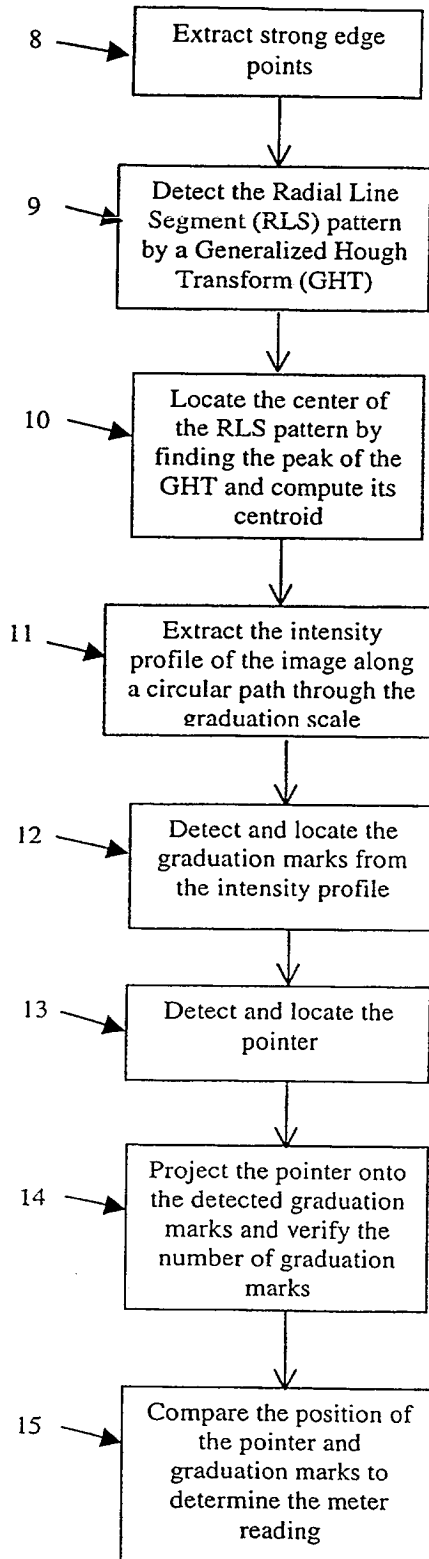 8
Extract strong edge
points
9
Detect the Radial Line
Segment (RLS) pattern
by a Generalized Hough
Transform (GHT)
10
Locate the center of
the RLS pattern by
finding the peak of the
GHT and compute its
centroid
11
Extract the intensity
profile of the image along
a circular path through the
graduation scale
12
Detect and locate the
graduation marks from
the intensity profile
13
Detect and locate the
pointer
14
Project the pointer onto
the detected graduation
marks and verify the
number of graduation
marks
15
Compare the position of
the pointer and
graduation marks to
determine the meter
reading